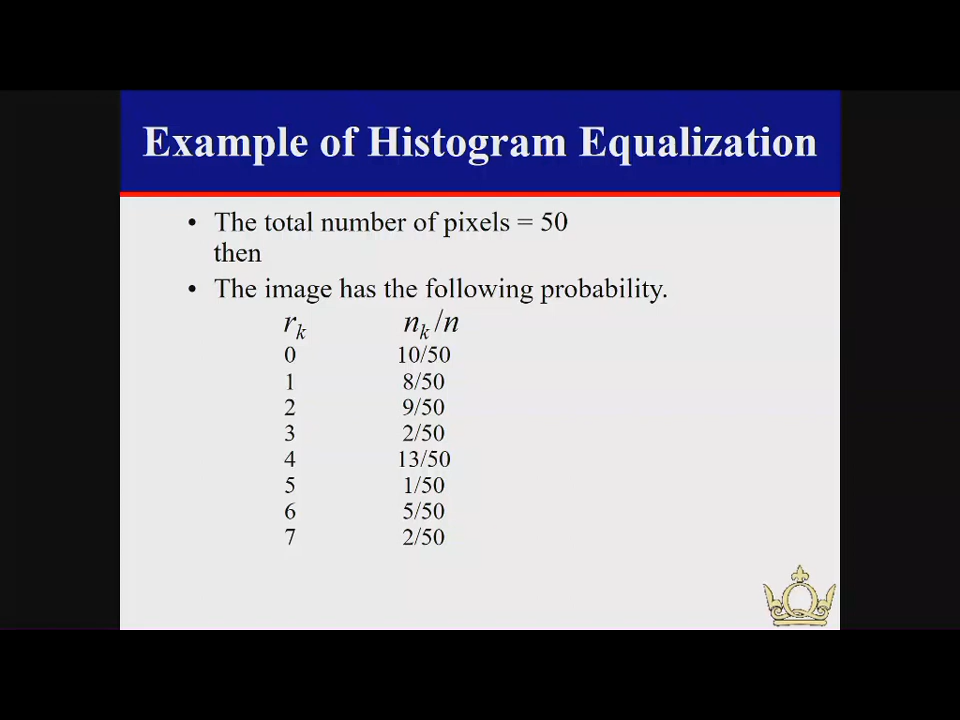 Example of Histogram Equalization
• The total number of pixels = 50
then
• The image has the following probability.
rk nk/n
0 10/50
1 8/50
2 9/50
3 2/50
4 13/50
5 1/50
6 5/50
7 2/50